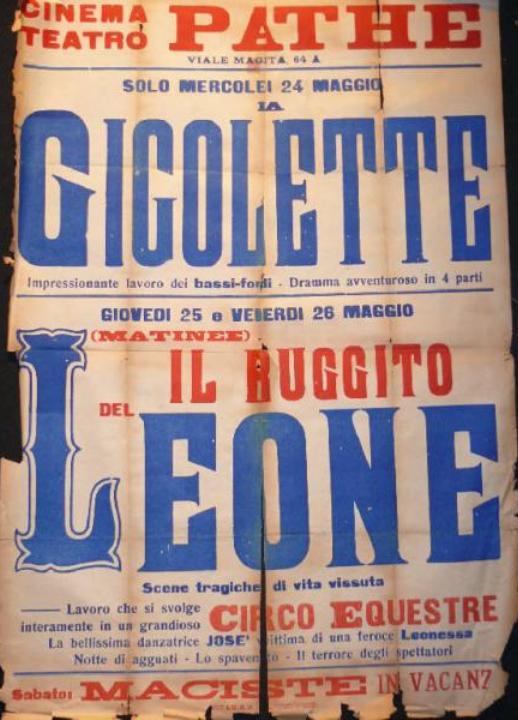 CINEMA
TEATRO PATHE
VIALE MAGITA, 64 A
SOLO MERCOLEI 24 MAGGIO
LA
GIGOLETTE
Impressionante lavoro dei bassi-fondi - Dramma avventuroso in 4 parti
GIOVEDI 25 e VENERDI 26 MAGGIO
(MATINEE)
IL RUGGITO
DEL LEONE
Scene tragiche di vita vissuta
Lavoro che si svolge
interamente in un grandioso CIRCO EQUESTRE
La bellissima danzatrice JOSE' vittima di una feroce Leonessa
Notte di agguati - Lo spavento - Il terrore degli spettatori
Sabato: MACISTE IN VACANZ